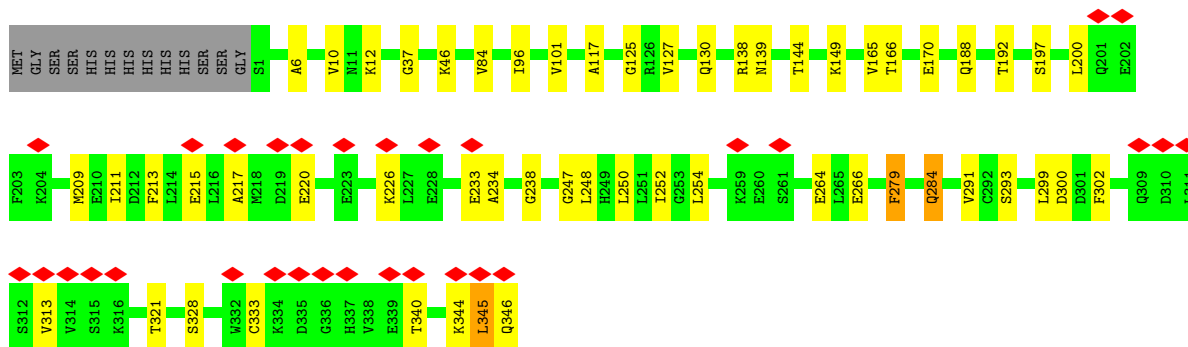 MET GLY SER SER HIS HIS HIS HIS HIS HIS SER SER GLY S1 A6 V10 N11 K12 G37 K46 V84 I96 V101 A117 G125 R126 V127 Q130 R138 N139 T144 K149 V165 T166 E170 Q188 T192 S197 L200 Q201 E202
F203 K204 M209 E210 I211 D212 F213 L214 E215 L216 A217 M218 D219 E220 E223 K226 L227 E228 E233 A234 G238 G247 L248 H249 L250 L251 I252 G253 L254 K259 E260 S261 E264 L265 E266 F279 Q284 V291 C292 S293 L299 D300 D301 F302 Q309 D310
S312 V313 V314 S315 K316 T321 S328 W332 C333 K334 D335 G336 H337 V338 E339 T340 K344 L345 Q346